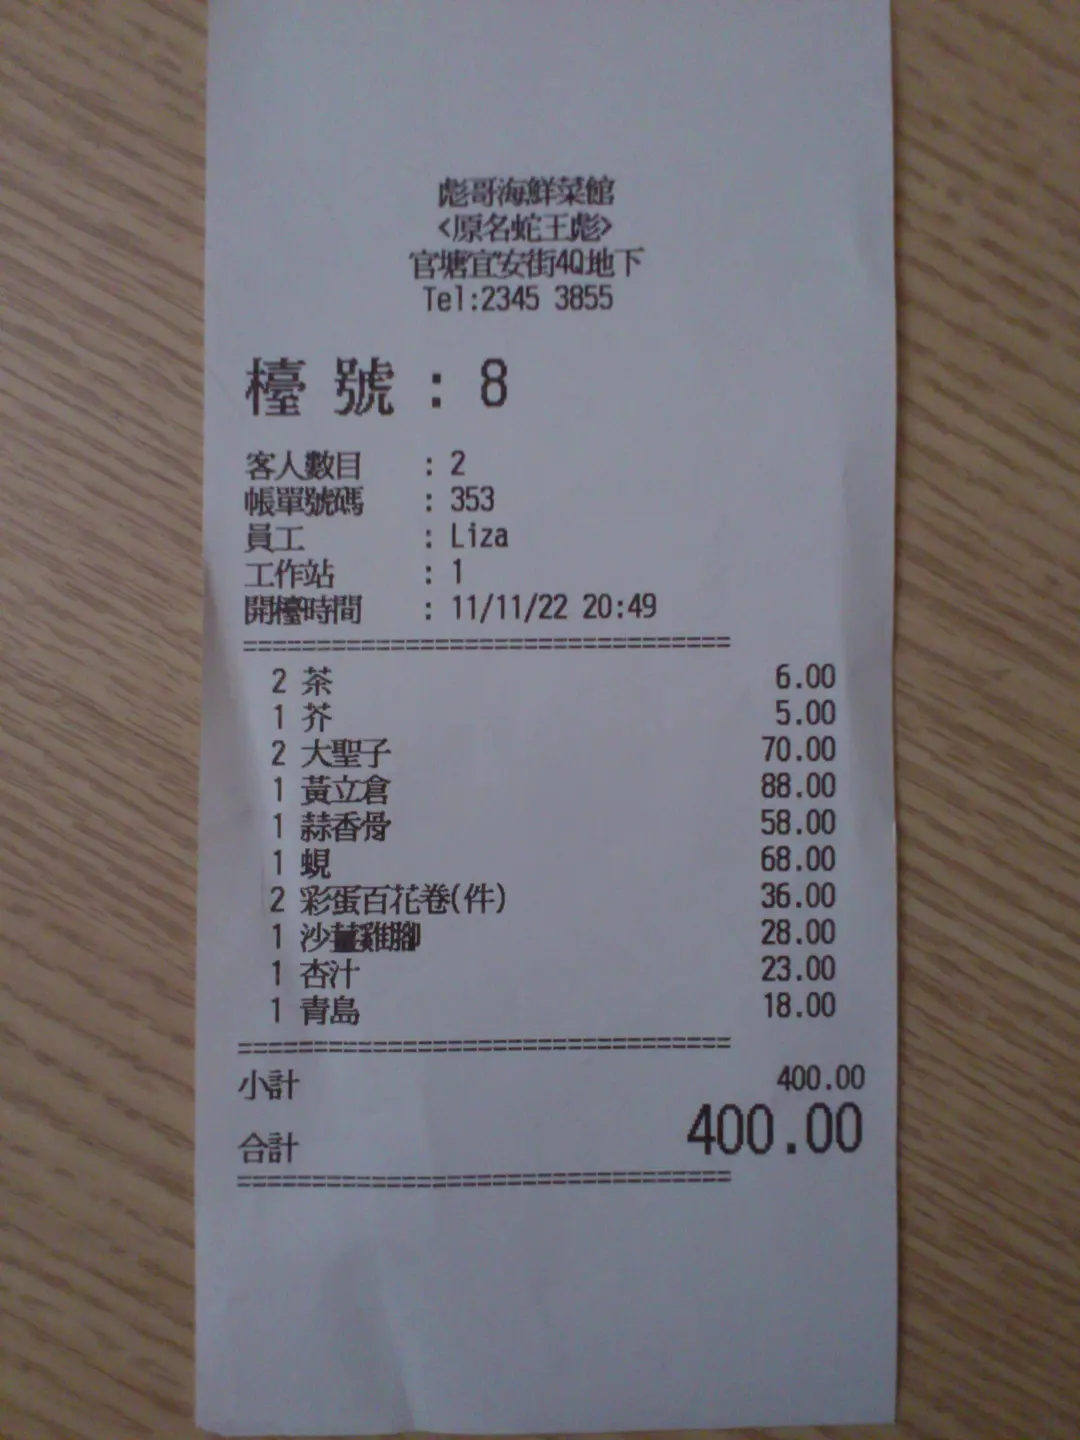 彪哥海鮮菜館
<原名蛇王彪>
官塘宜安街4Q地下
Tel:2345 3855
檯 號 : 8
客人數目 : 2
帳單號碼 : 353
員工 : Liza
工作站 : 1
開檯時間 : 11/11/22 20:49
2 茶 6.00
1 芥 5.00
2 大聖子 70.00
1 黃立倉 88.00
1 蒜香骨 58.00
1 蜆 68.00
2 彩蛋百花卷(件) 36.00
1 沙薑雞腳 28.00
1 杏汁 23.00
1 青島 18.00
小計 400.00
合計 400.00